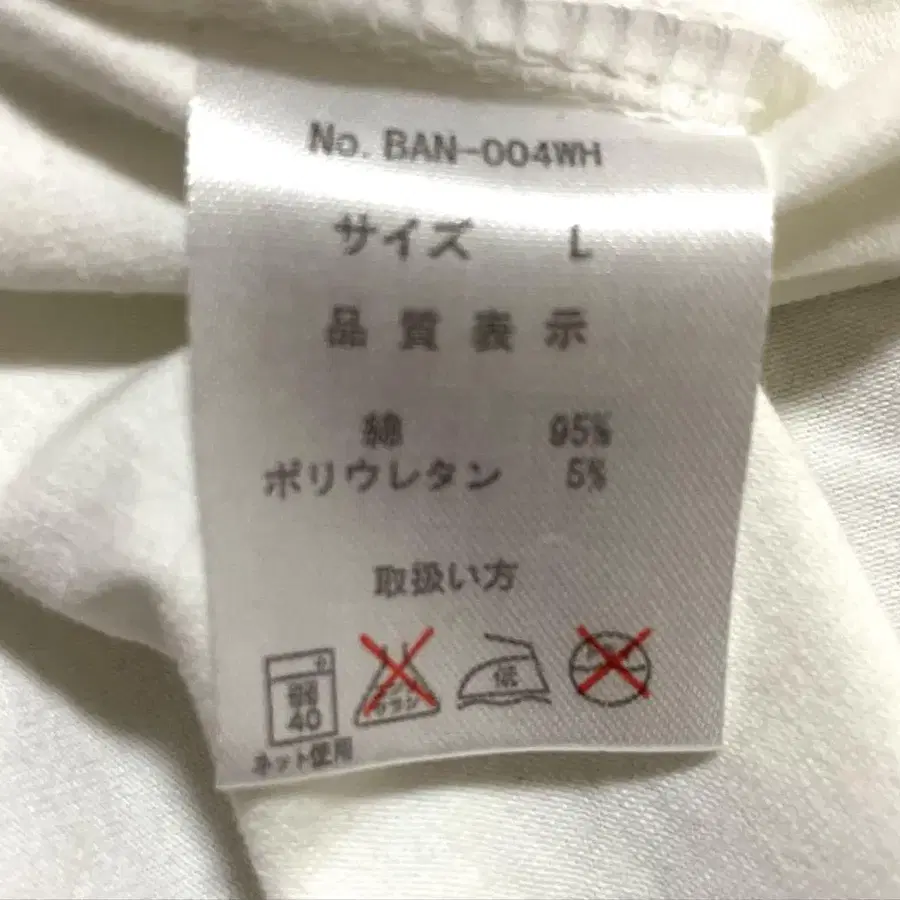 No. BAN-004WH
サイズ L
品質表示
綿 95%
ポリウレタン 5%
取扱い方
40
低
ネット使用